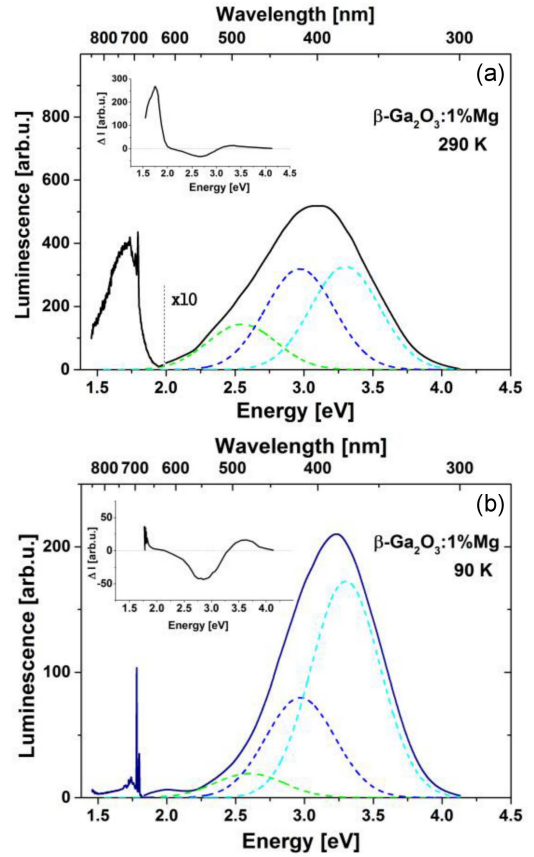 Wavelength [nm]
800 700 600 500 400 300
(a)
β-Ga₂O₃:1%Mg
290 K
Luminescence [arb.u.]
800
600
400
200
0
x10
Δ I [arb.u.]
300
200
100
0
1.5 2.0 2.5 3.0 3.5 4.0 4.5
Energy [eV]
1.5 2.0 2.5 3.0 3.5 4.0 4.5
Energy [eV]
Wavelength [nm]
800 700 600 500 400 300
(b)
β-Ga₂O₃:1%Mg
90 K
Luminescence [arb.u.]
200
100
0
Δ I [arb.u.]
50
0
-50
1.5 2.0 2.5 3.0 3.5 4.0
Energy [eV]
1.5 2.0 2.5 3.0 3.5 4.0 4.5
Energy [eV]